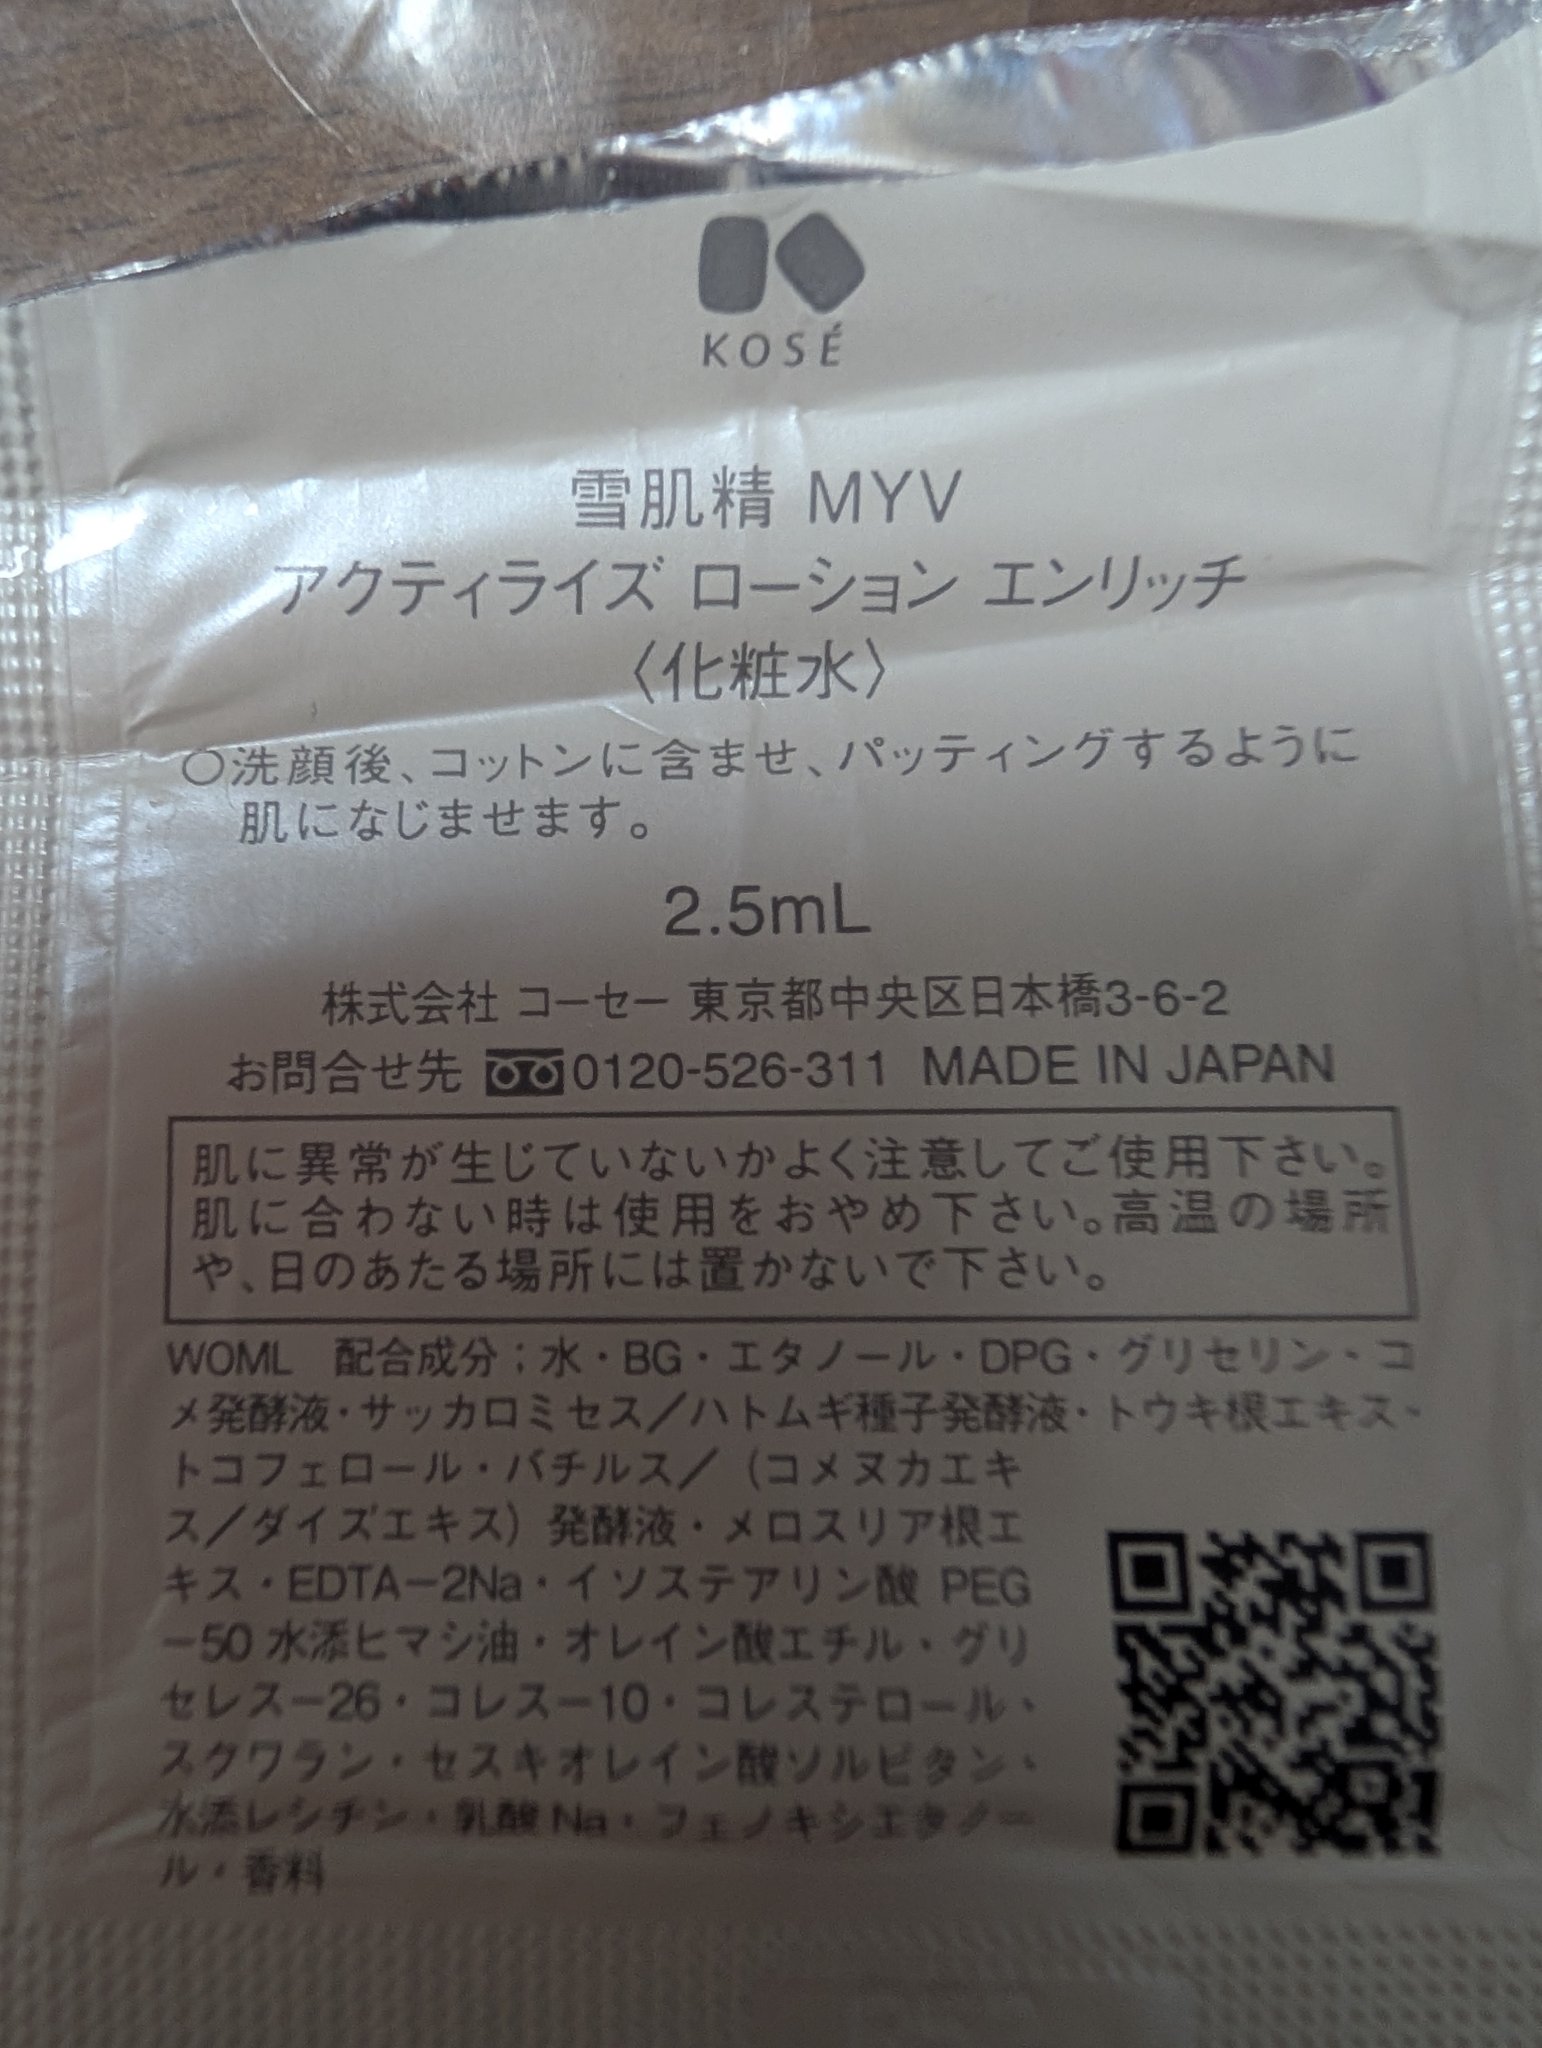 KOSÉ
雪肌精 MYV
アクティライズ ローション エンリッチ
〈化粧水〉
○洗顔後、コットンに含ませ、パッティングするように
肌になじませます。
2.5mL
株式会社 コーセー 東京都中央区日本橋3-6-2
お問合せ先 0120-526-311 MADE IN JAPAN
肌に異常が生じていないかよく注意してご使用下さい。
肌に合わない時は使用をおやめ下さい。高温の場所
や、日のあたる場所には置かないで下さい。
WOML 配合成分；水・BG・エタノール・DPG・グリセリン・コ
メ発酵液・サッカロミセス／ハトムギ種子発酵液・トウキ根エキス・
トコフェロール・バチルス／（コメヌカエキ
ス／ダイズエキス）発酵液・メロスリア根エ
キス・EDTA－2Na・イソステアリン酸 PEG
－50 水添ヒマシ油・オレイン酸エチル・グリ
セレス－26・コレス－10・コレステロール・
スクワラン・セスキオレイン酸ソルビタン・
水添レシチン・乳酸 Na・フェノキシエタノー
ル・香料